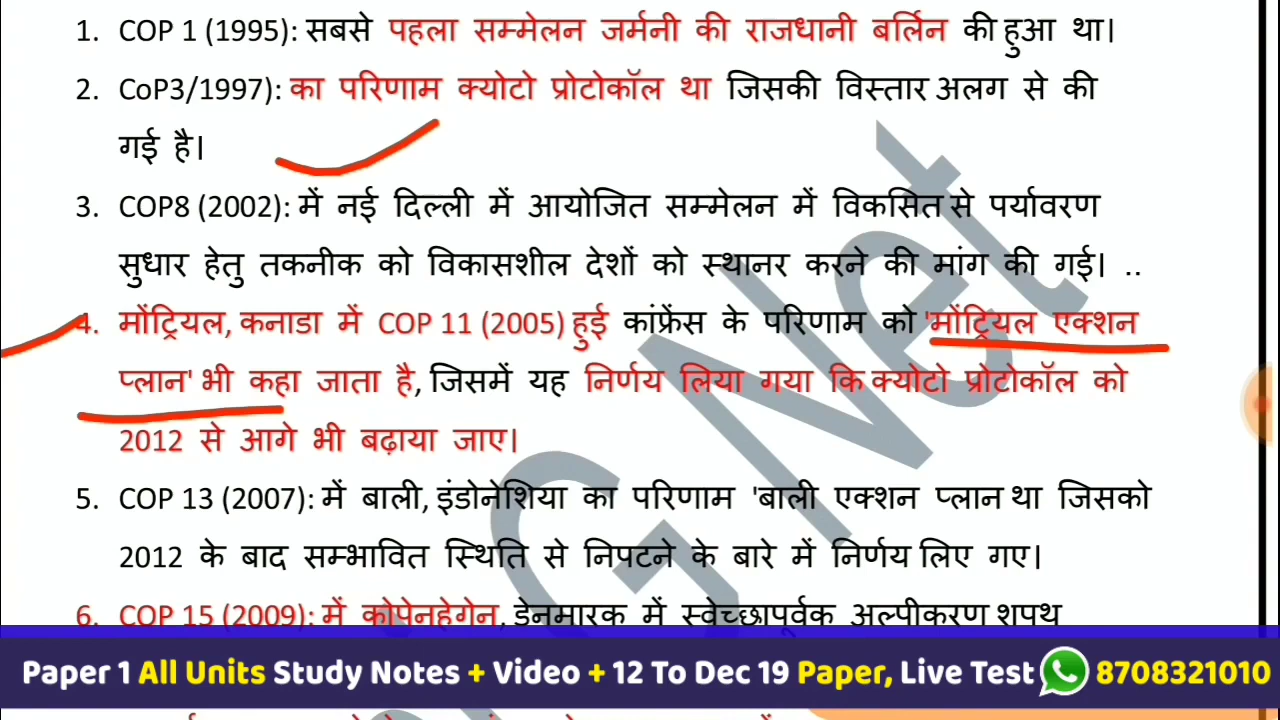 1. COP 1 (1995): सबसे पहला सम्मेलन जर्मनी की राजधानी बर्लिन की हुआ था।
2. CoP3/1997): का परिणाम क्योटो प्रोटोकॉल था जिसकी विस्तार अलग से की
गई है।
3. COP8 (2002): में नई दिल्ली में आयोजित सम्मेलन में विकसित से पर्यावरण
सुधार हेतु तकनीक को विकासशील देशों को स्थानर करने की मांग की गई। ..
4. मोंट्रियल, कनाडा में COP 11 (2005) हुई कांफ्रेंस के परिणाम को 'मोंट्रियल एक्शन
प्लान' भी कहा जाता है, जिसमें यह निर्णय लिया गया कि क्योटो प्रोटोकॉल को
2012 से आगे भी बढ़ाया जाए।
5. COP 13 (2007): में बाली, इंडोनेशिया का परिणाम 'बाली एक्शन प्लान था जिसको
2012 के बाद सम्भावित स्थिति से निपटने के बारे में निर्णय लिए गए।
6. COP 15 (2009): में कोपेनहेगेन, डेनमारक में स्वेच्छापूर्वक अल्पीकरण शपथ
G Net
Paper 1 All Units Study Notes + Video + 12 To Dec 19 Paper, Live Test 8708321010